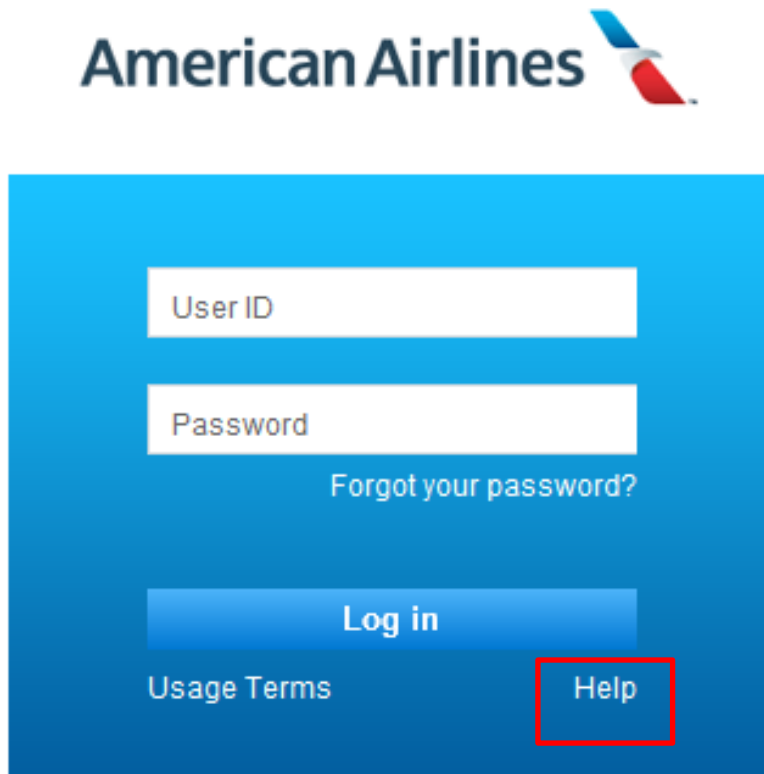 American Airlines
User ID
Password
Forgot your password?
Log in
Usage Terms
Help